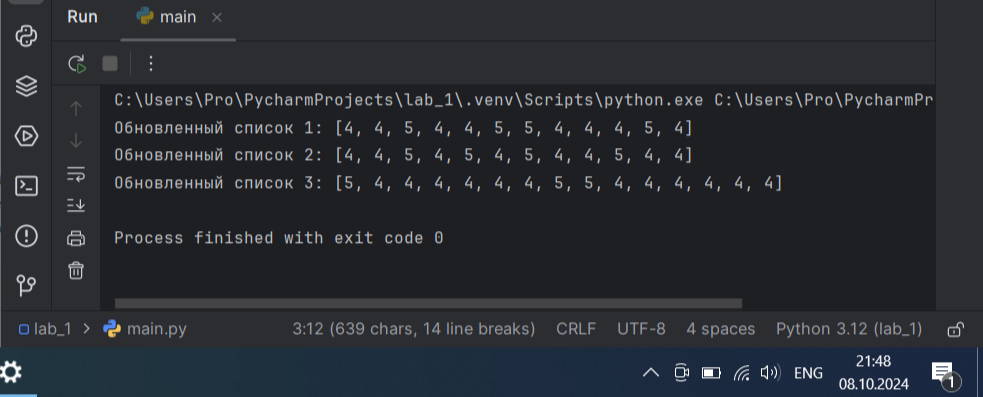 Run main
C:\Users\Pro\PycharmProjects\lab_1\.venv\Scripts\python.exe C:\Users\Pro\PycharmPr
Обновленный список 1: [4, 4, 5, 4, 4, 5, 5, 4, 4, 4, 5, 4]
Обновленный список 2: [4, 4, 5, 4, 5, 4, 5, 4, 4, 5, 4, 4]
Обновленный список 3: [5, 4, 4, 4, 4, 4, 4, 5, 5, 4, 4, 4, 4, 4, 4]
Process finished with exit code 0
lab_1 > main.py 3:12 (639 chars, 14 line breaks) CRLF UTF-8 4 spaces Python 3.12 (lab_1)
ENG
21:48
08.10.2024
1